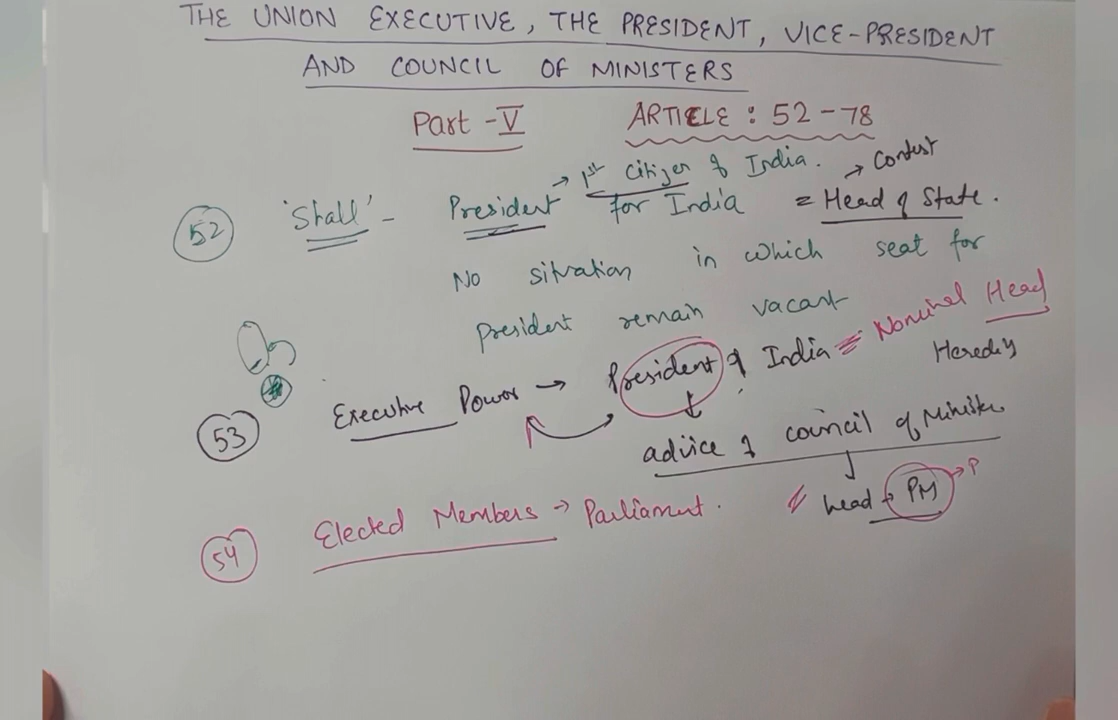 THE UNION EXECUTIVE, THE PRESIDENT, VICE-PRESIDENT
AND COUNCIL OF MINISTERS
Part-V ARTICLE: 52-78
→ 1st citizen of India. → Contest
52 'Shall' - President for India = Head of State.
No situation in which seat for
president remain vacant
53 Executive Power → President of India = Nominal Head
advice of council of Ministers
head → PM → P
54 Elected Members → Parliament.